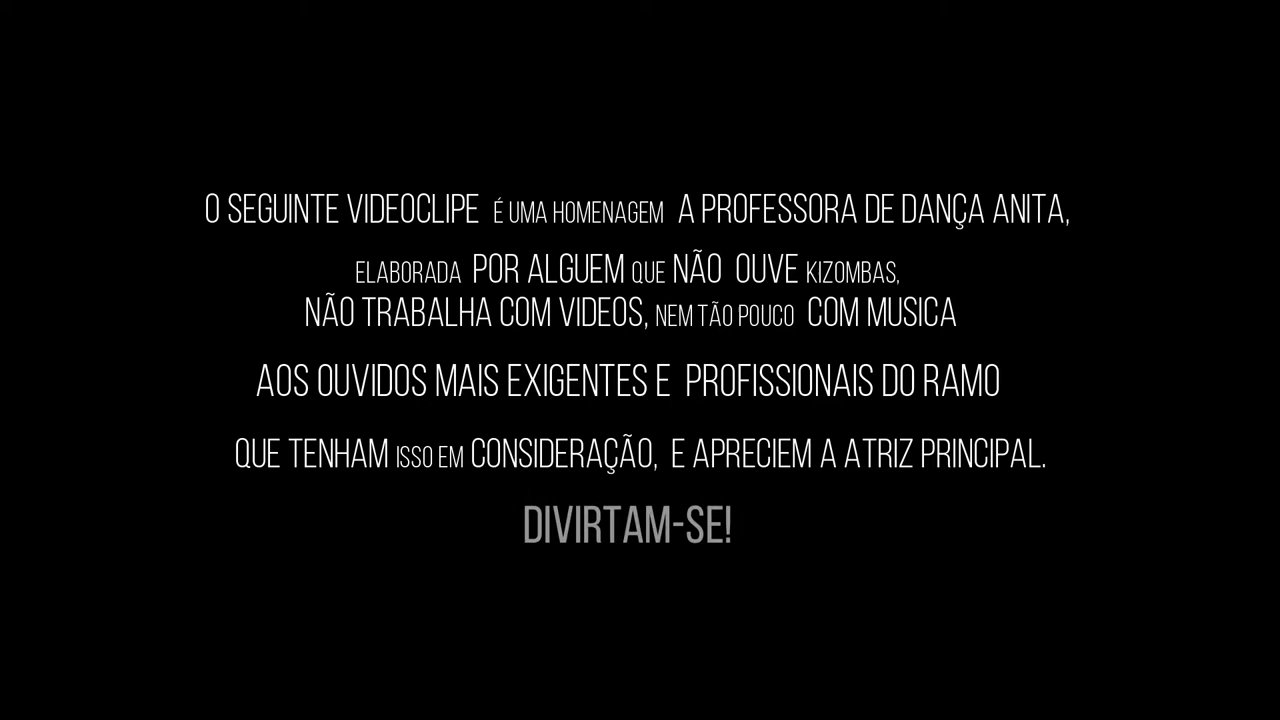 O SEGUINTE VIDEOCLIPE É UMA HOMENAGEM A PROFESSORA DE DANÇA ANITA,
ELABORADA POR ALGUEM QUE NÃO OUVE KIZOMBAS,
NÃO TRABALHA COM VIDEOS, NEM TÃO POUCO COM MUSICA
AOS OUVIDOS MAIS EXIGENTES E PROFISSIONAIS DO RAMO
QUE TENHAM ISSO EM CONSIDERAÇÃO, E APRECIEM A ATRIZ PRINCIPAL.
DIVIRTAM-SE!